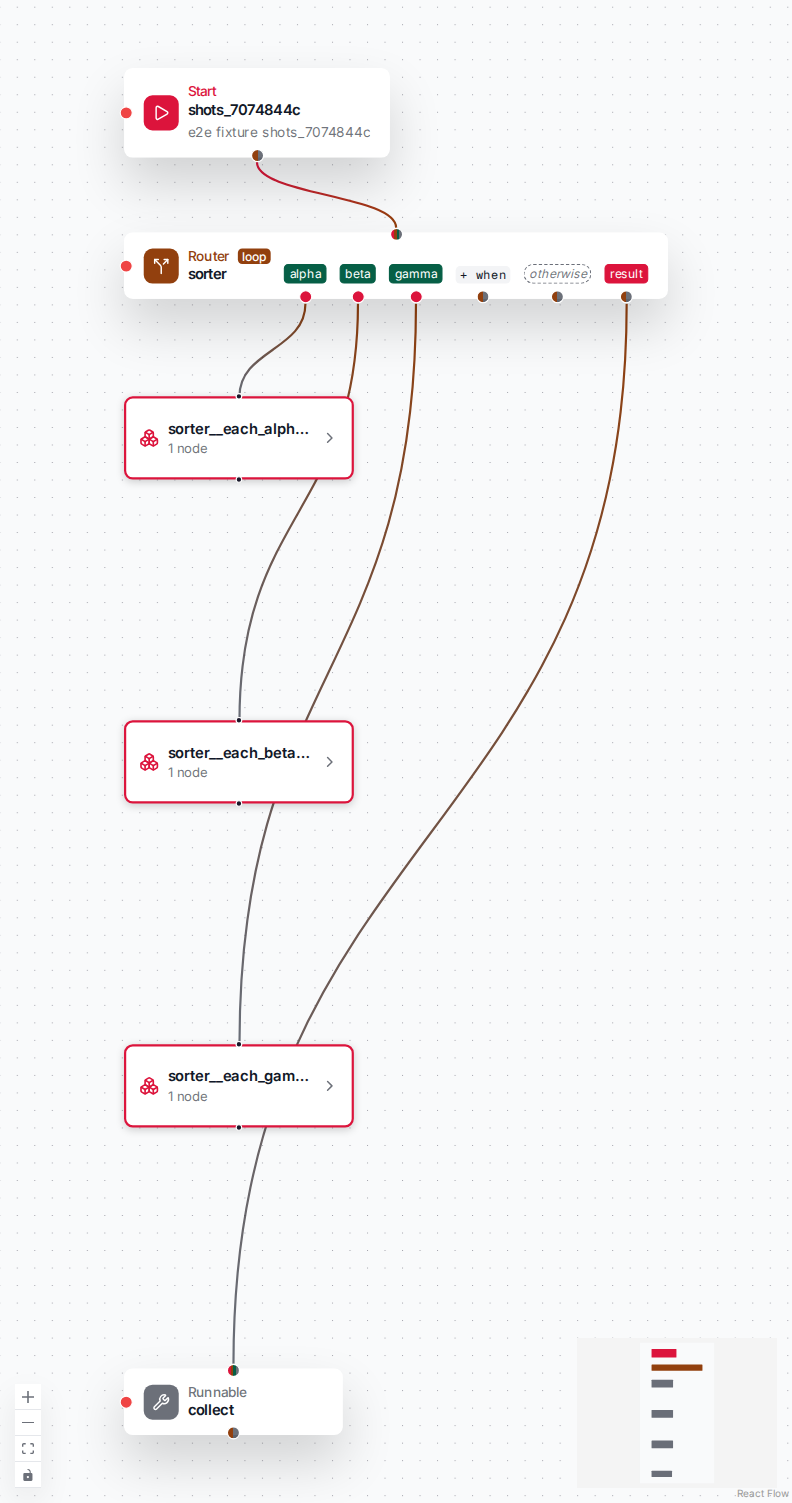 Start
shots_7074844c
e2e fixture shots_7074844c
Router loop
sorter
alpha beta gamma + when otherwise result
sorter__each_alph...
1 node
sorter__each_beta...
1 node
sorter__each_gam...
1 node
Runnable
collect
React Flow